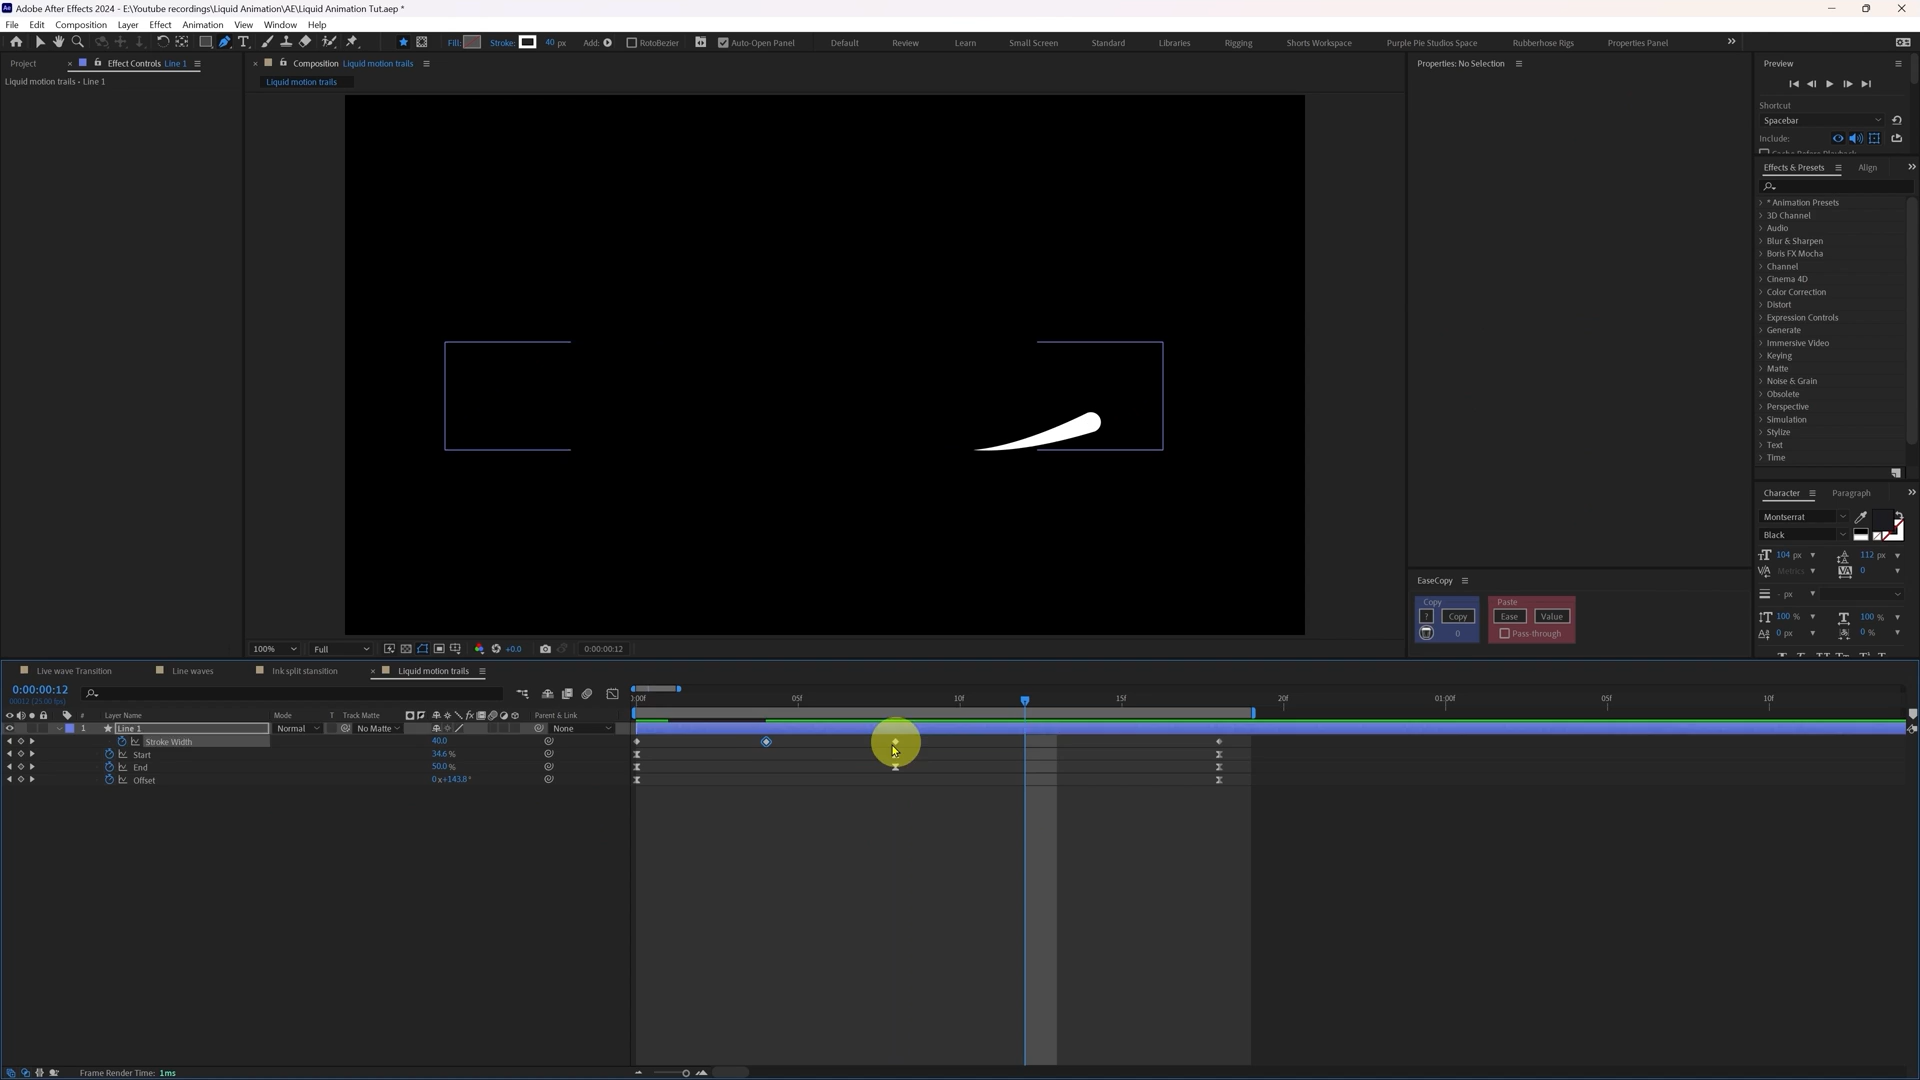 Adobe After Effects 2024 - E:\Youtube recordings\Liquid Animation\AE\Liquid Animation Tut.aep *
File Edit Composition Layer Effect Animation View Window Help
Fill: Stroke: 40 px Add: RotoBezier Auto-Open Panel Default Review Learn Small Screen Standard Libraries Rigging Shorts Workspace Purple Pie Studios Space Rubberhose Rigs Properties Panel
Project Effect Controls Line 1
Liquid motion trails • Line 1
Composition Liquid motion trails
Liquid motion trails
Properties: No Selection
Preview
Shortcut
Spacebar
Include:
Effects & Presets Align
* Animation Presets
3D Channel
Audio
Blur & Sharpen
Boris FX Mocha
Channel
Cinema 4D
Color Correction
Distort
Expression Controls
Generate
Immersive Video
Keying
Matte
Noise & Grain
Obsolete
Perspective
Simulation
Stylize
Text
Time
Character Paragraph
Montserrat
Black
104 px 112 px
Metrics 0
- px
100 % 100 %
0 px 0 %
EaseCopy
Copy Paste
? Copy Ease Value
0 Pass-through
100% Full +0.0 0:00:00:12
Live wave Transition Line waves Ink split stansition Liquid motion trails
0:00:00:12
00012 (25.00 fps)
:00f 05f 10f 15f 20f 01:00f 05f 10f
# Layer Name Mode T Track Matte Parent & Link
1 Line 1 Normal No Matte None
Stroke Width 40.0
Start 34.6 %
End 50.0 %
Offset 0 x+143.8 °
Frame Render Time: 1ms